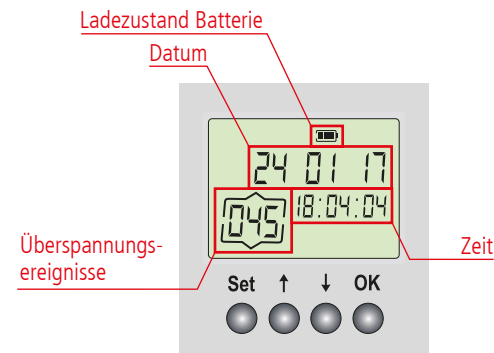 Ladezustand Batterie
Datum
24 01 17
045
18:04:04
Überspannungs-
ereignisse
Zeit
Set ↑ ↓ OK